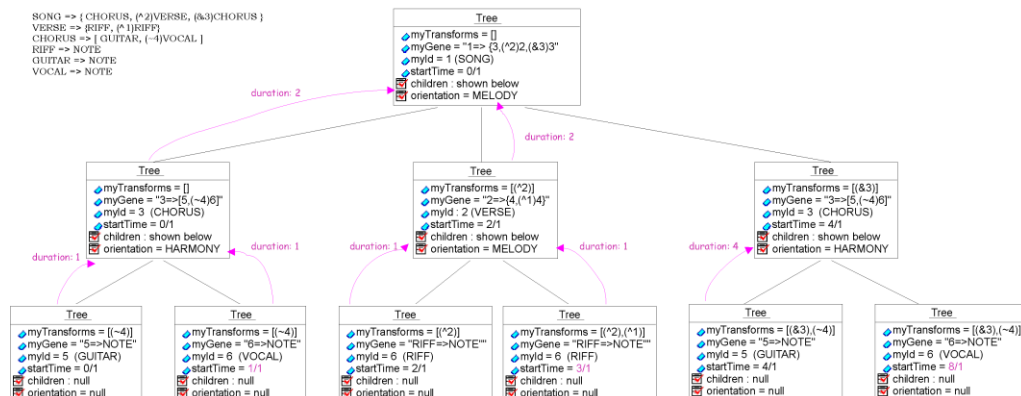 SONG => { CHORUS, (^2)VERSE, (&3)CHORUS }
VERSE => {RIFF, (^1)RIFF}
CHORUS => [ GUITAR, (~4)VOCAL ]
RIFF => NOTE
GUITAR => NOTE
VOCAL => NOTE
Tree
myTransforms = []
myGene = "1=> {3,(^2)2,(&3)3"
myId = 1 (SONG)
startTime = 0/1
children : shown below
orientation = MELODY
duration: 2
duration: 2
Tree
myTransforms = []
myGene = "3=>[5,(~4)6]"
myId = 3 (CHORUS)
startTime = 0/1
children : shown below
orientation = HARMONY
Tree
myTransforms = [(^2)]
myGene = "2=>{4,(^1)4}"
myId : 2 (VERSE)
startTime = 2/1
children : shown below
orientation = MELODY
Tree
myTransforms = [(&3)]
myGene = "3=>[5,(~4)6]"
myId = 3 (CHORUS)
startTime = 4/1
children : shown below
orientation = HARMONY
duration: 1
duration: 1
duration: 1
duration: 1
duration: 4
Tree
myTransforms = [(~4)]
myGene = "5=>NOTE"
myId = 5 (GUITAR)
startTime = 0/1
children : null
orientation = null
Tree
myTransforms = [(~4)]
myGene = "6=>NOTE"
myId = 6 (VOCAL)
startTime = 1/1
children : null
orientation = null
Tree
myTransforms = [(^2)]
myGene = "RIFF=>NOTE""
myId = 6 (RIFF)
startTime = 2/1
children : null
orientation = null
Tree
myTransforms = [(^2),(^1)]
myGene = "RIFF=>NOTE""
myId = 6 (RIFF)
startTime = 3/1
children : null
orientation = null
Tree
myTransforms = [(&3),(~4)]
myGene = "5=>NOTE"
myId = 5 (GUITAR)
startTime = 4/1
children : null
orientation = null
Tree
myTransforms = [(&3),(~4)]
myGene = "6=>NOTE"
myId = 6 (VOCAL)
startTime = 8/1
children : null
orientation = null